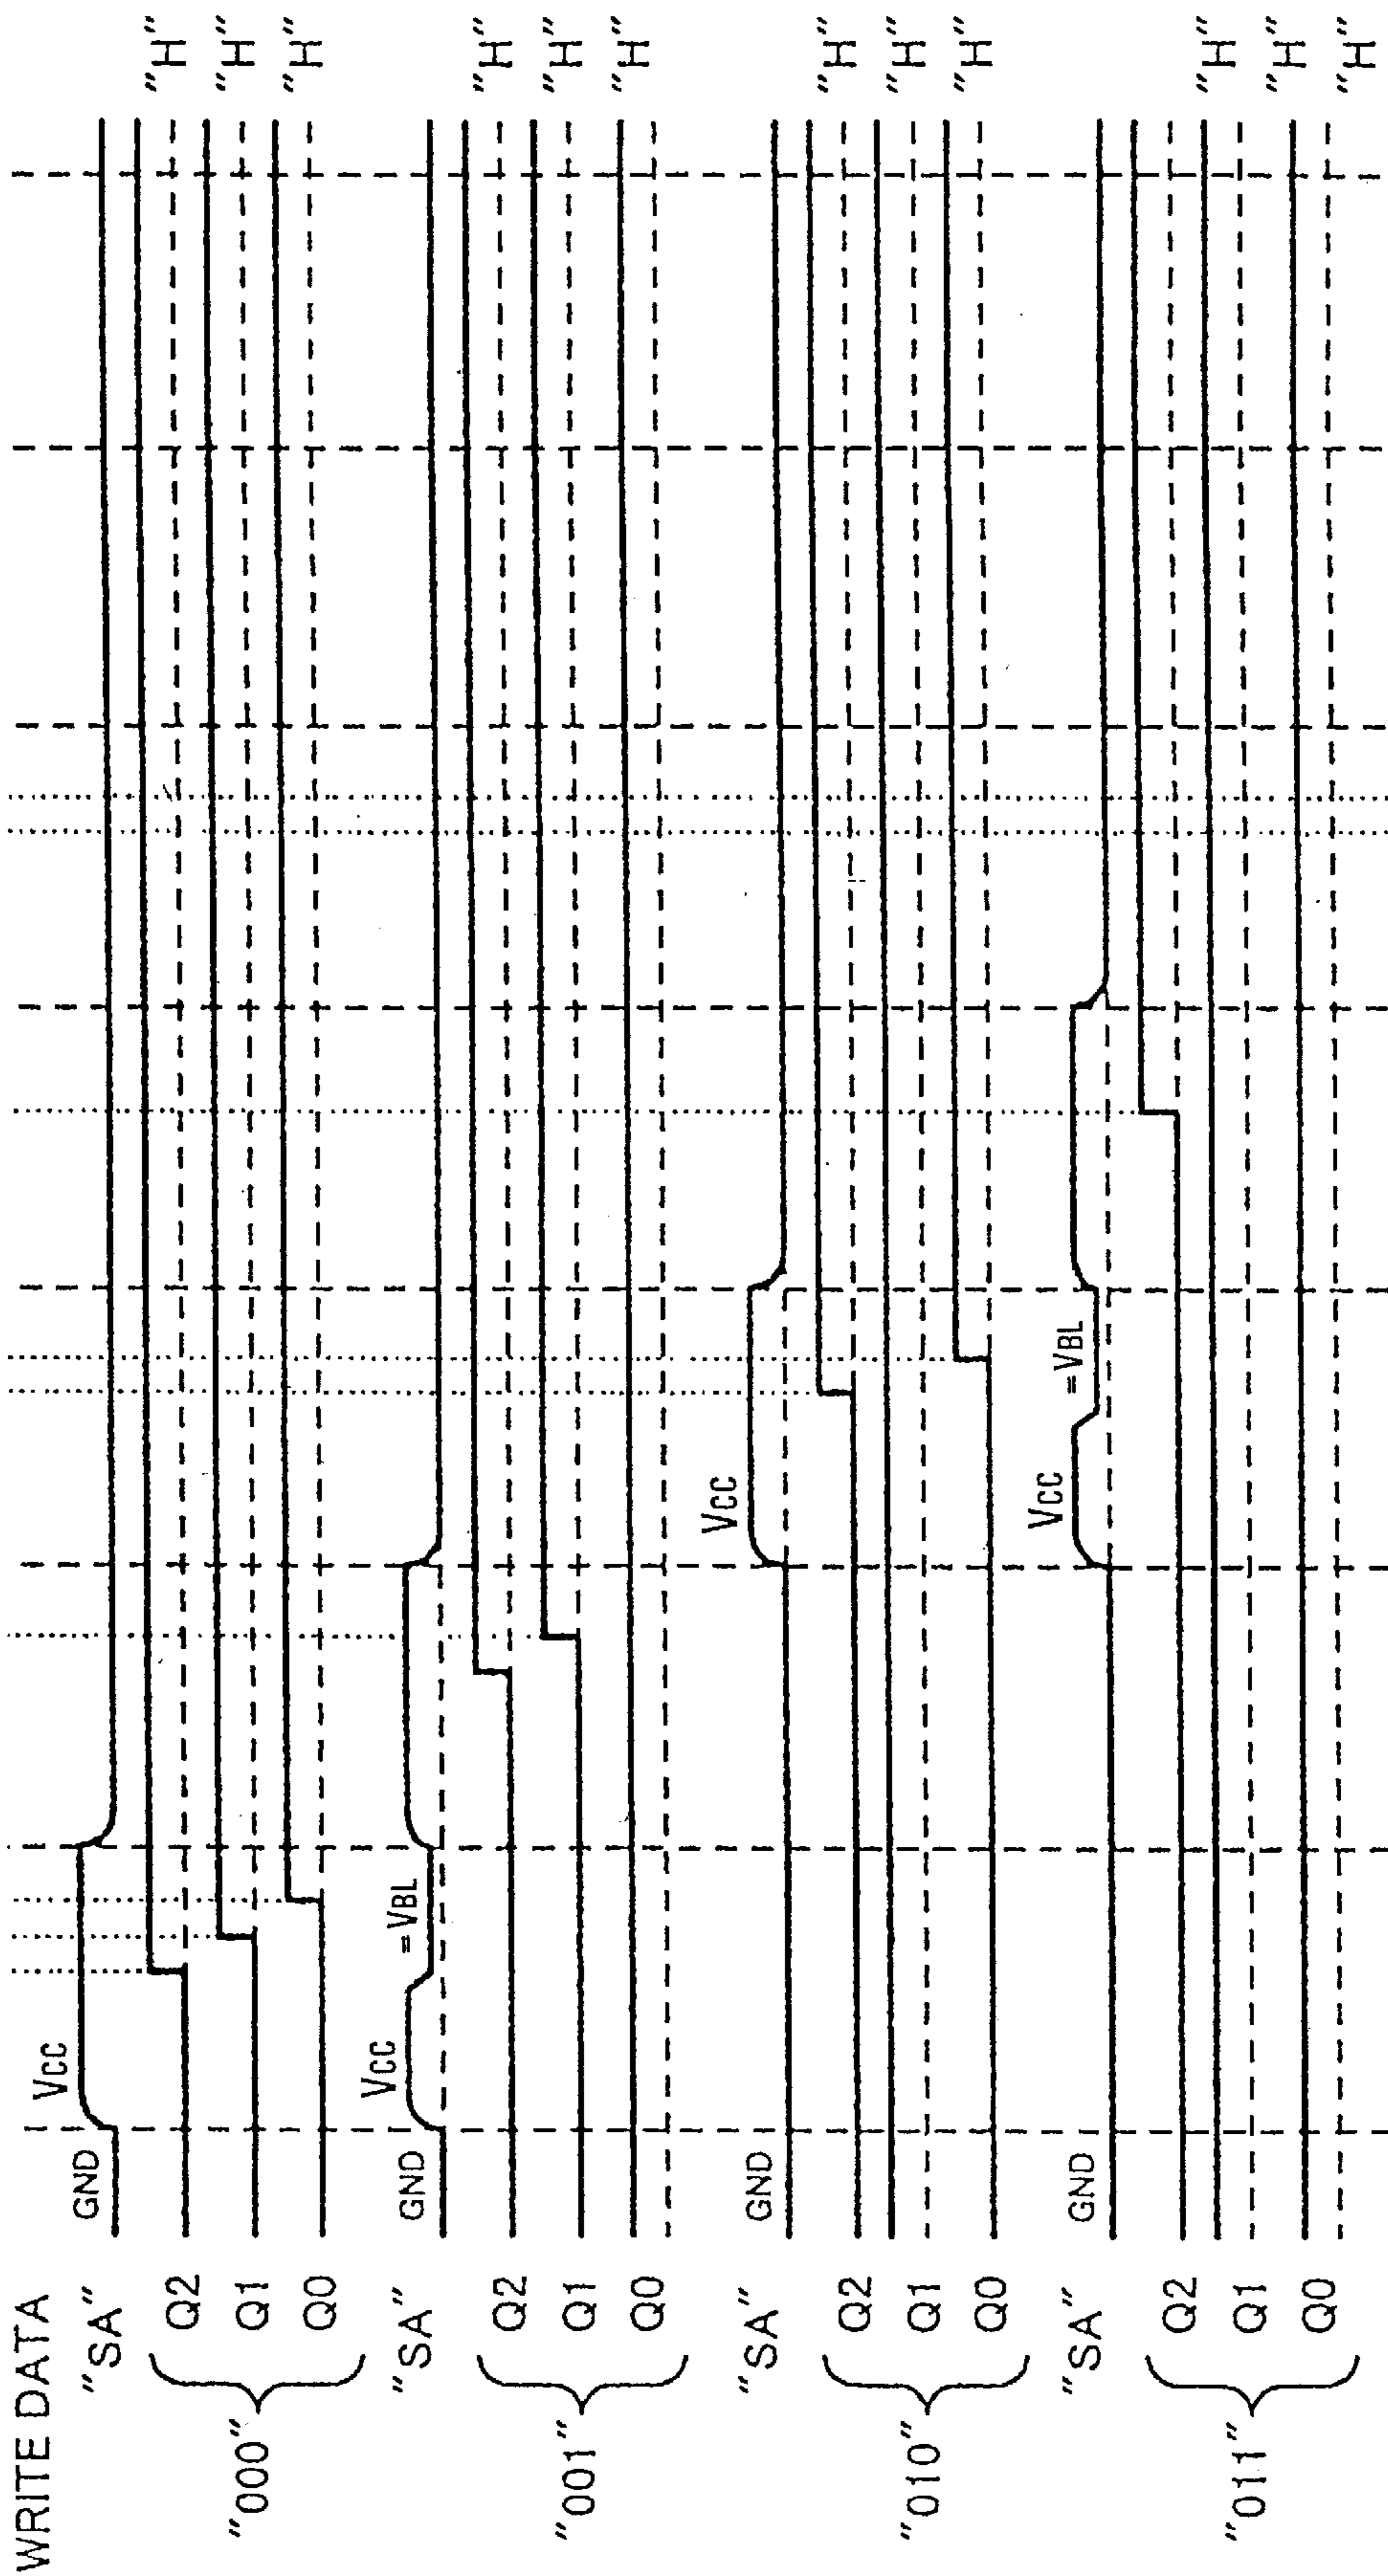 WRITE DATA
"SA"
GND
VCC
"000"
Q2
"H"
Q1
"H"
Q0
"H"
"SA"
GND
VCC
=VBL
"001"
Q2
"H"
Q1
"H"
Q0
"H"
"SA"
GND
VCC
"010"
Q2
"H"
Q1
"H"
Q0
"H"
"SA"
GND
VCC
=VBL
"011"
Q2
"H"
Q1
"H"
Q0
"H"